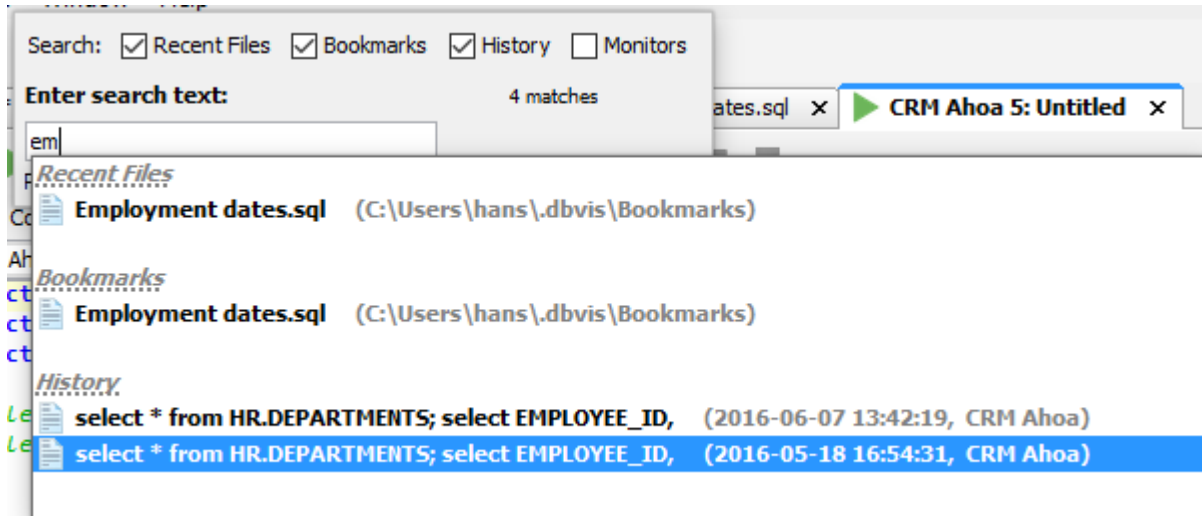 Search: Recent Files Bookmarks History Monitors
Enter search text: 4 matches
ates.sql x CRM Ahoa 5: Untitled x
em
Recent Files
Employment dates.sql (C:\Users\hans\.dbvis\Bookmarks)
Bookmarks
Employment dates.sql (C:\Users\hans\.dbvis\Bookmarks)
History
select * from HR.DEPARTMENTS; select EMPLOYEE_ID, (2016-06-07 13:42:19, CRM Ahoa)
select * from HR.DEPARTMENTS; select EMPLOYEE_ID, (2016-05-18 16:54:31, CRM Ahoa)